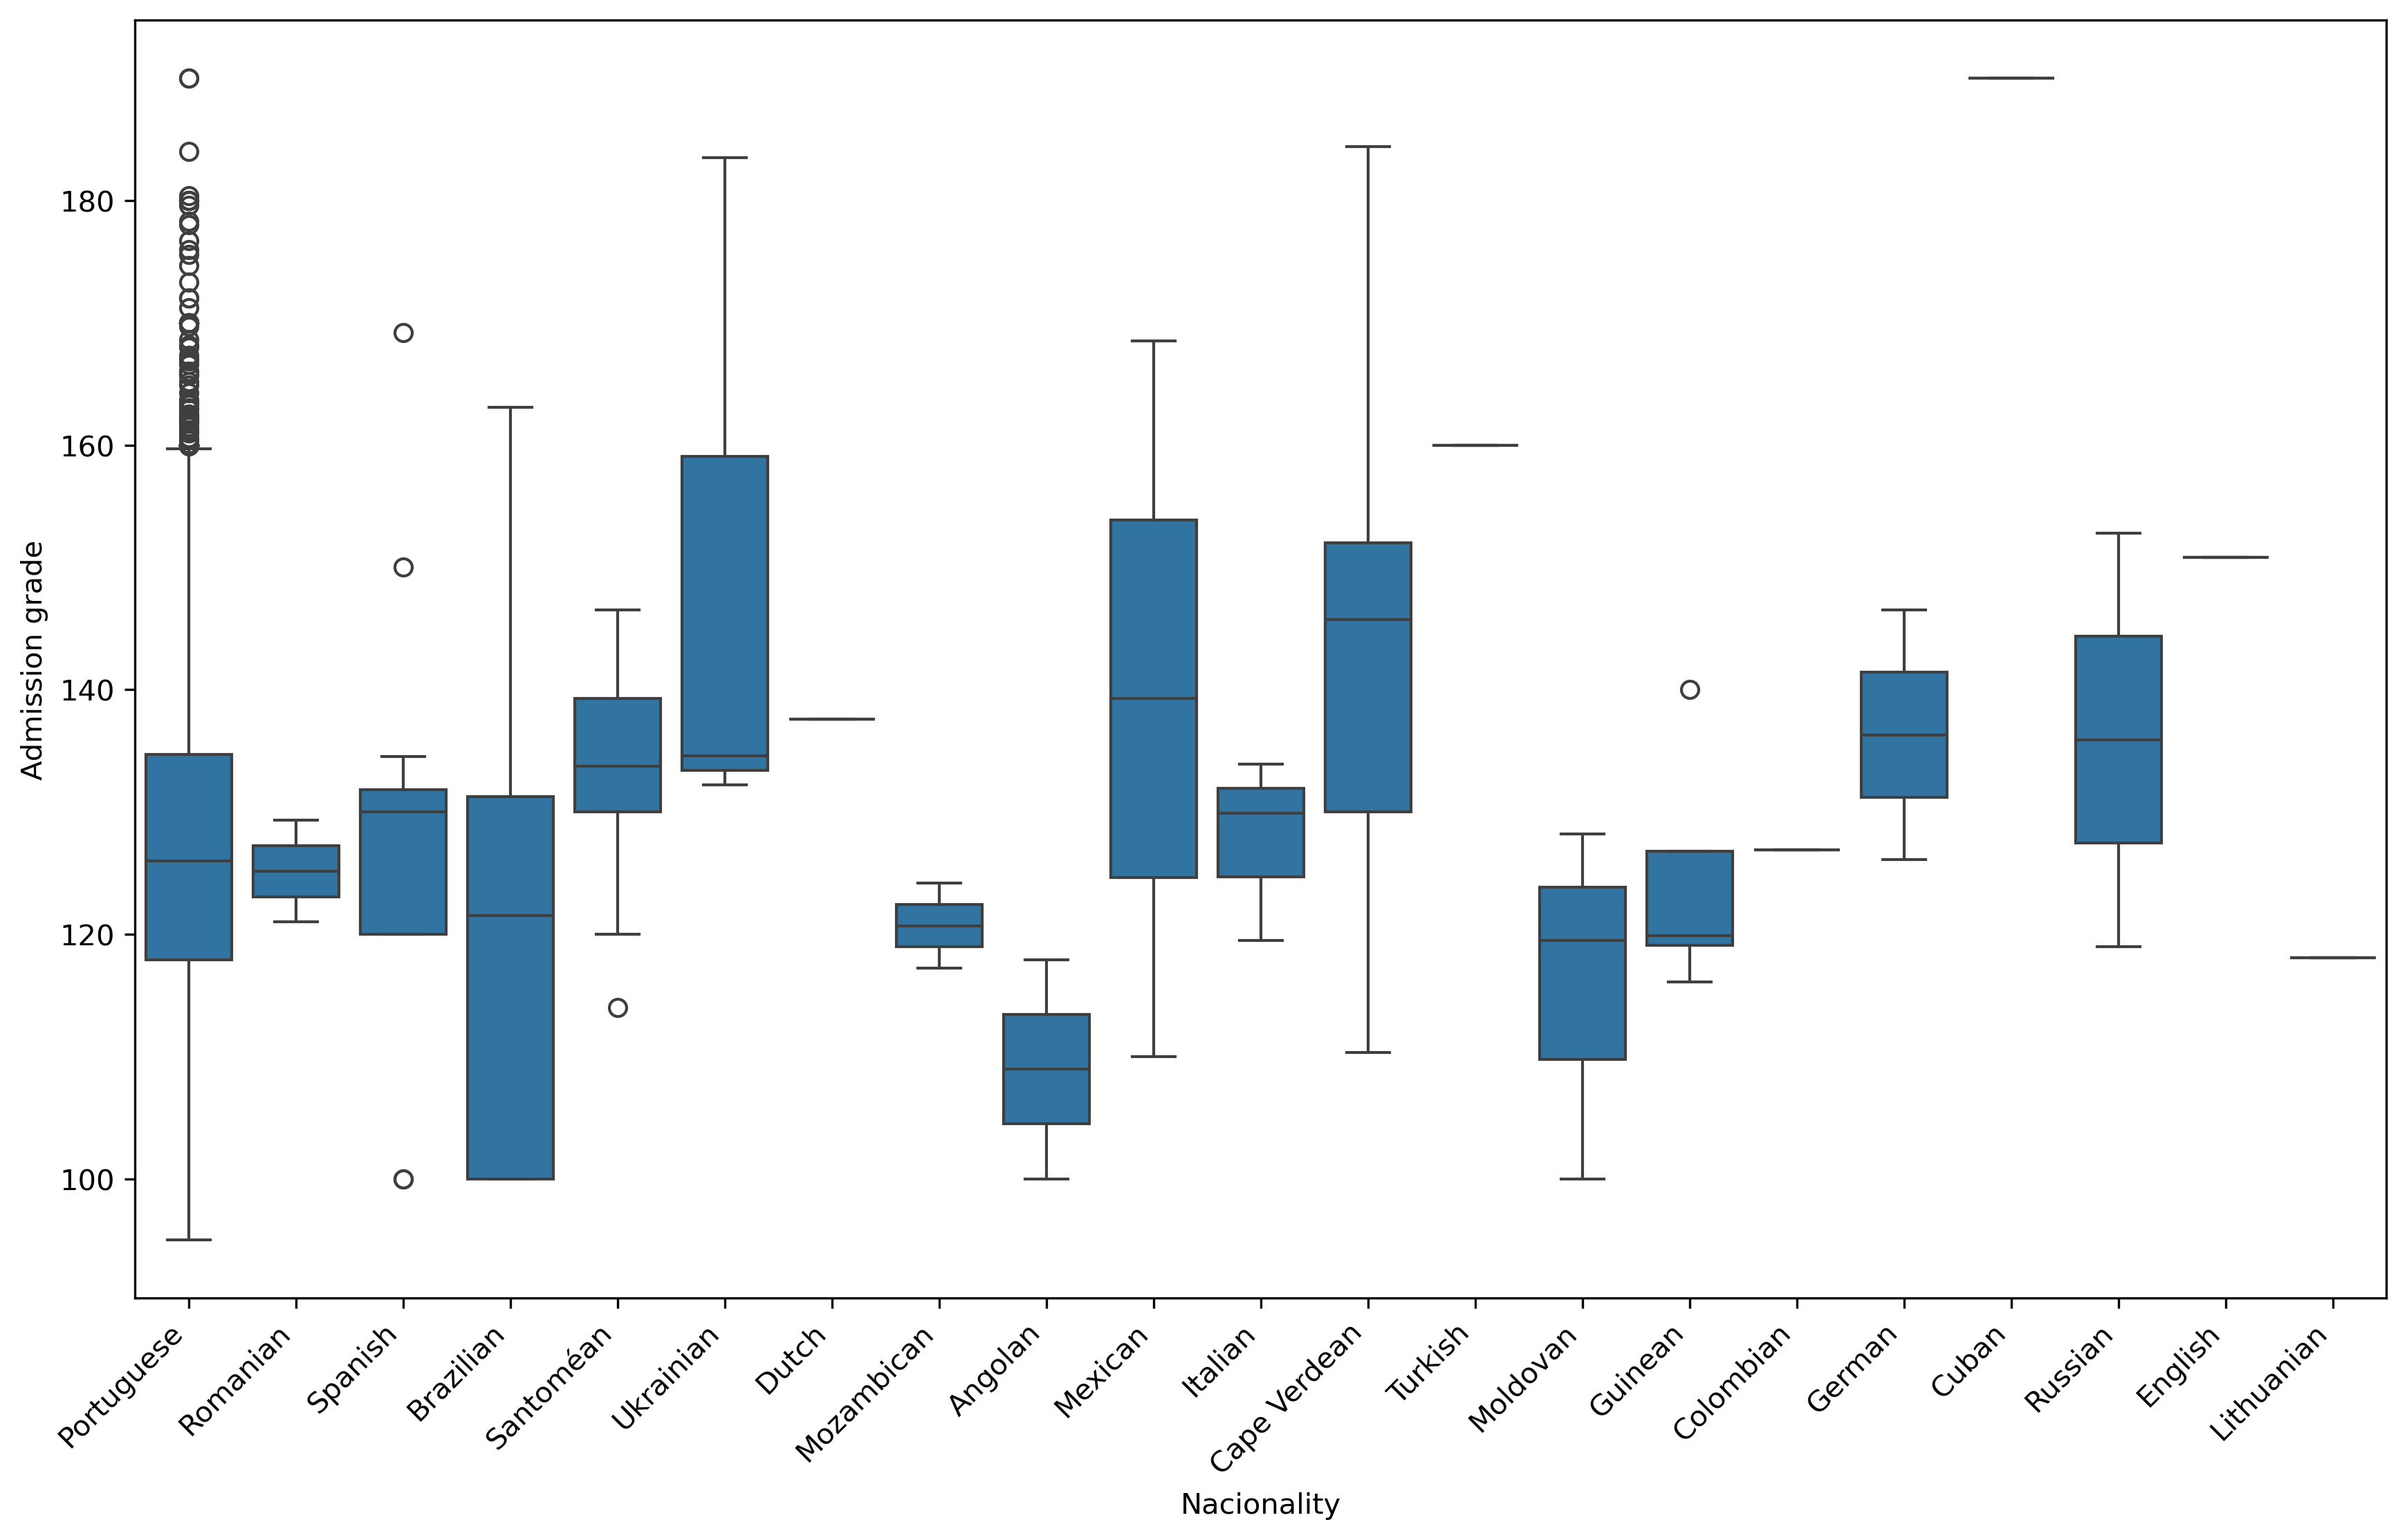 180
160
140
120
100
Admission grade
Portuguese
Romanian
Spanish
Brazilian
Santoméan
Ukrainian
Dutch
Mozambican
Angolan
Mexican
Italian
Cape Verdean
Turkish
Moldovan
Guinean
Colombian
German
Cuban
Russian
English
Lithuanian
Nacionality